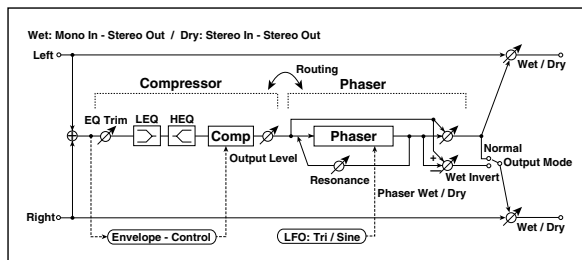 Wet: Mono In - Stereo Out / Dry: Stereo In - Stereo Out
Left
Wet / Dry
Routing
Compressor
Phaser
EQ Trim
LEQ
HEQ
Comp
Output Level
Phaser
Resonance
+
−
Normal
Output Mode
Wet Invert
Phaser Wet / Dry
Right
Wet / Dry
Envelope - Control
LFO: Tri / Sine